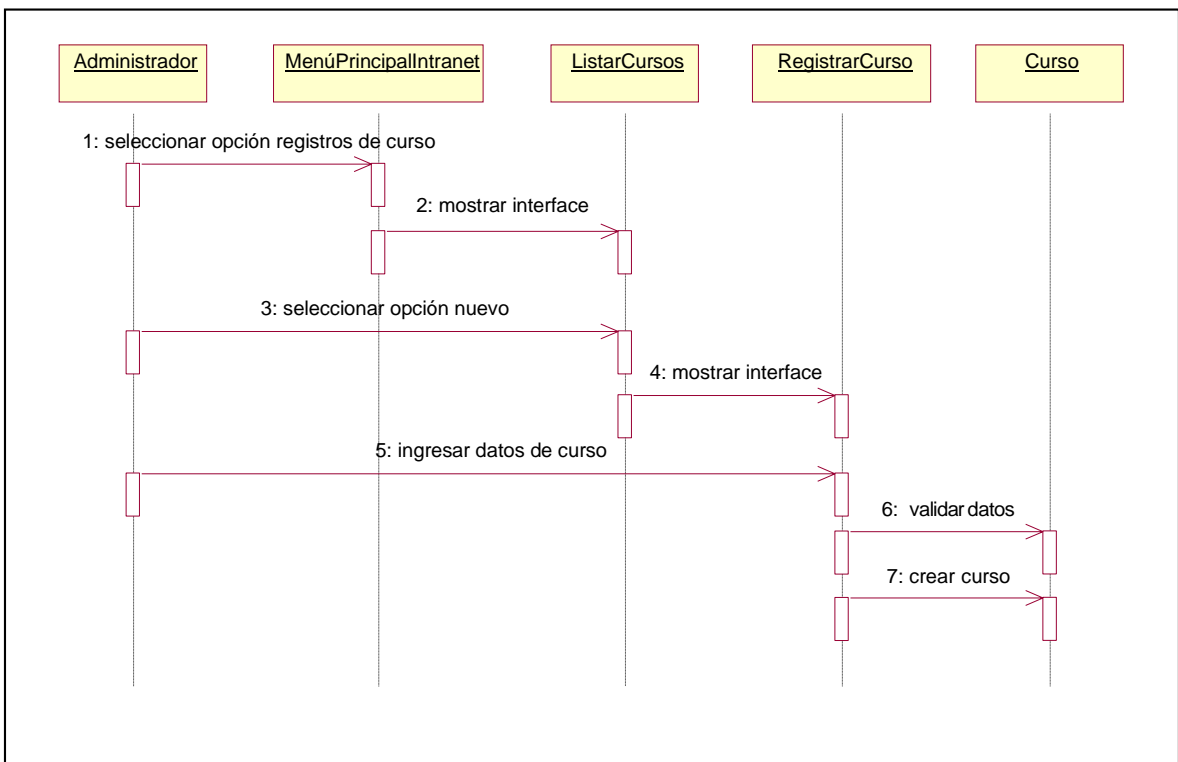 Administrador
MenúPrincipalIntranet
ListarCursos
RegistrarCurso
Curso
1: seleccionar opción registros de curso
2: mostrar interface
3: seleccionar opción nuevo
4: mostrar interface
5: ingresar datos de curso
6: validar datos
7: crear curso